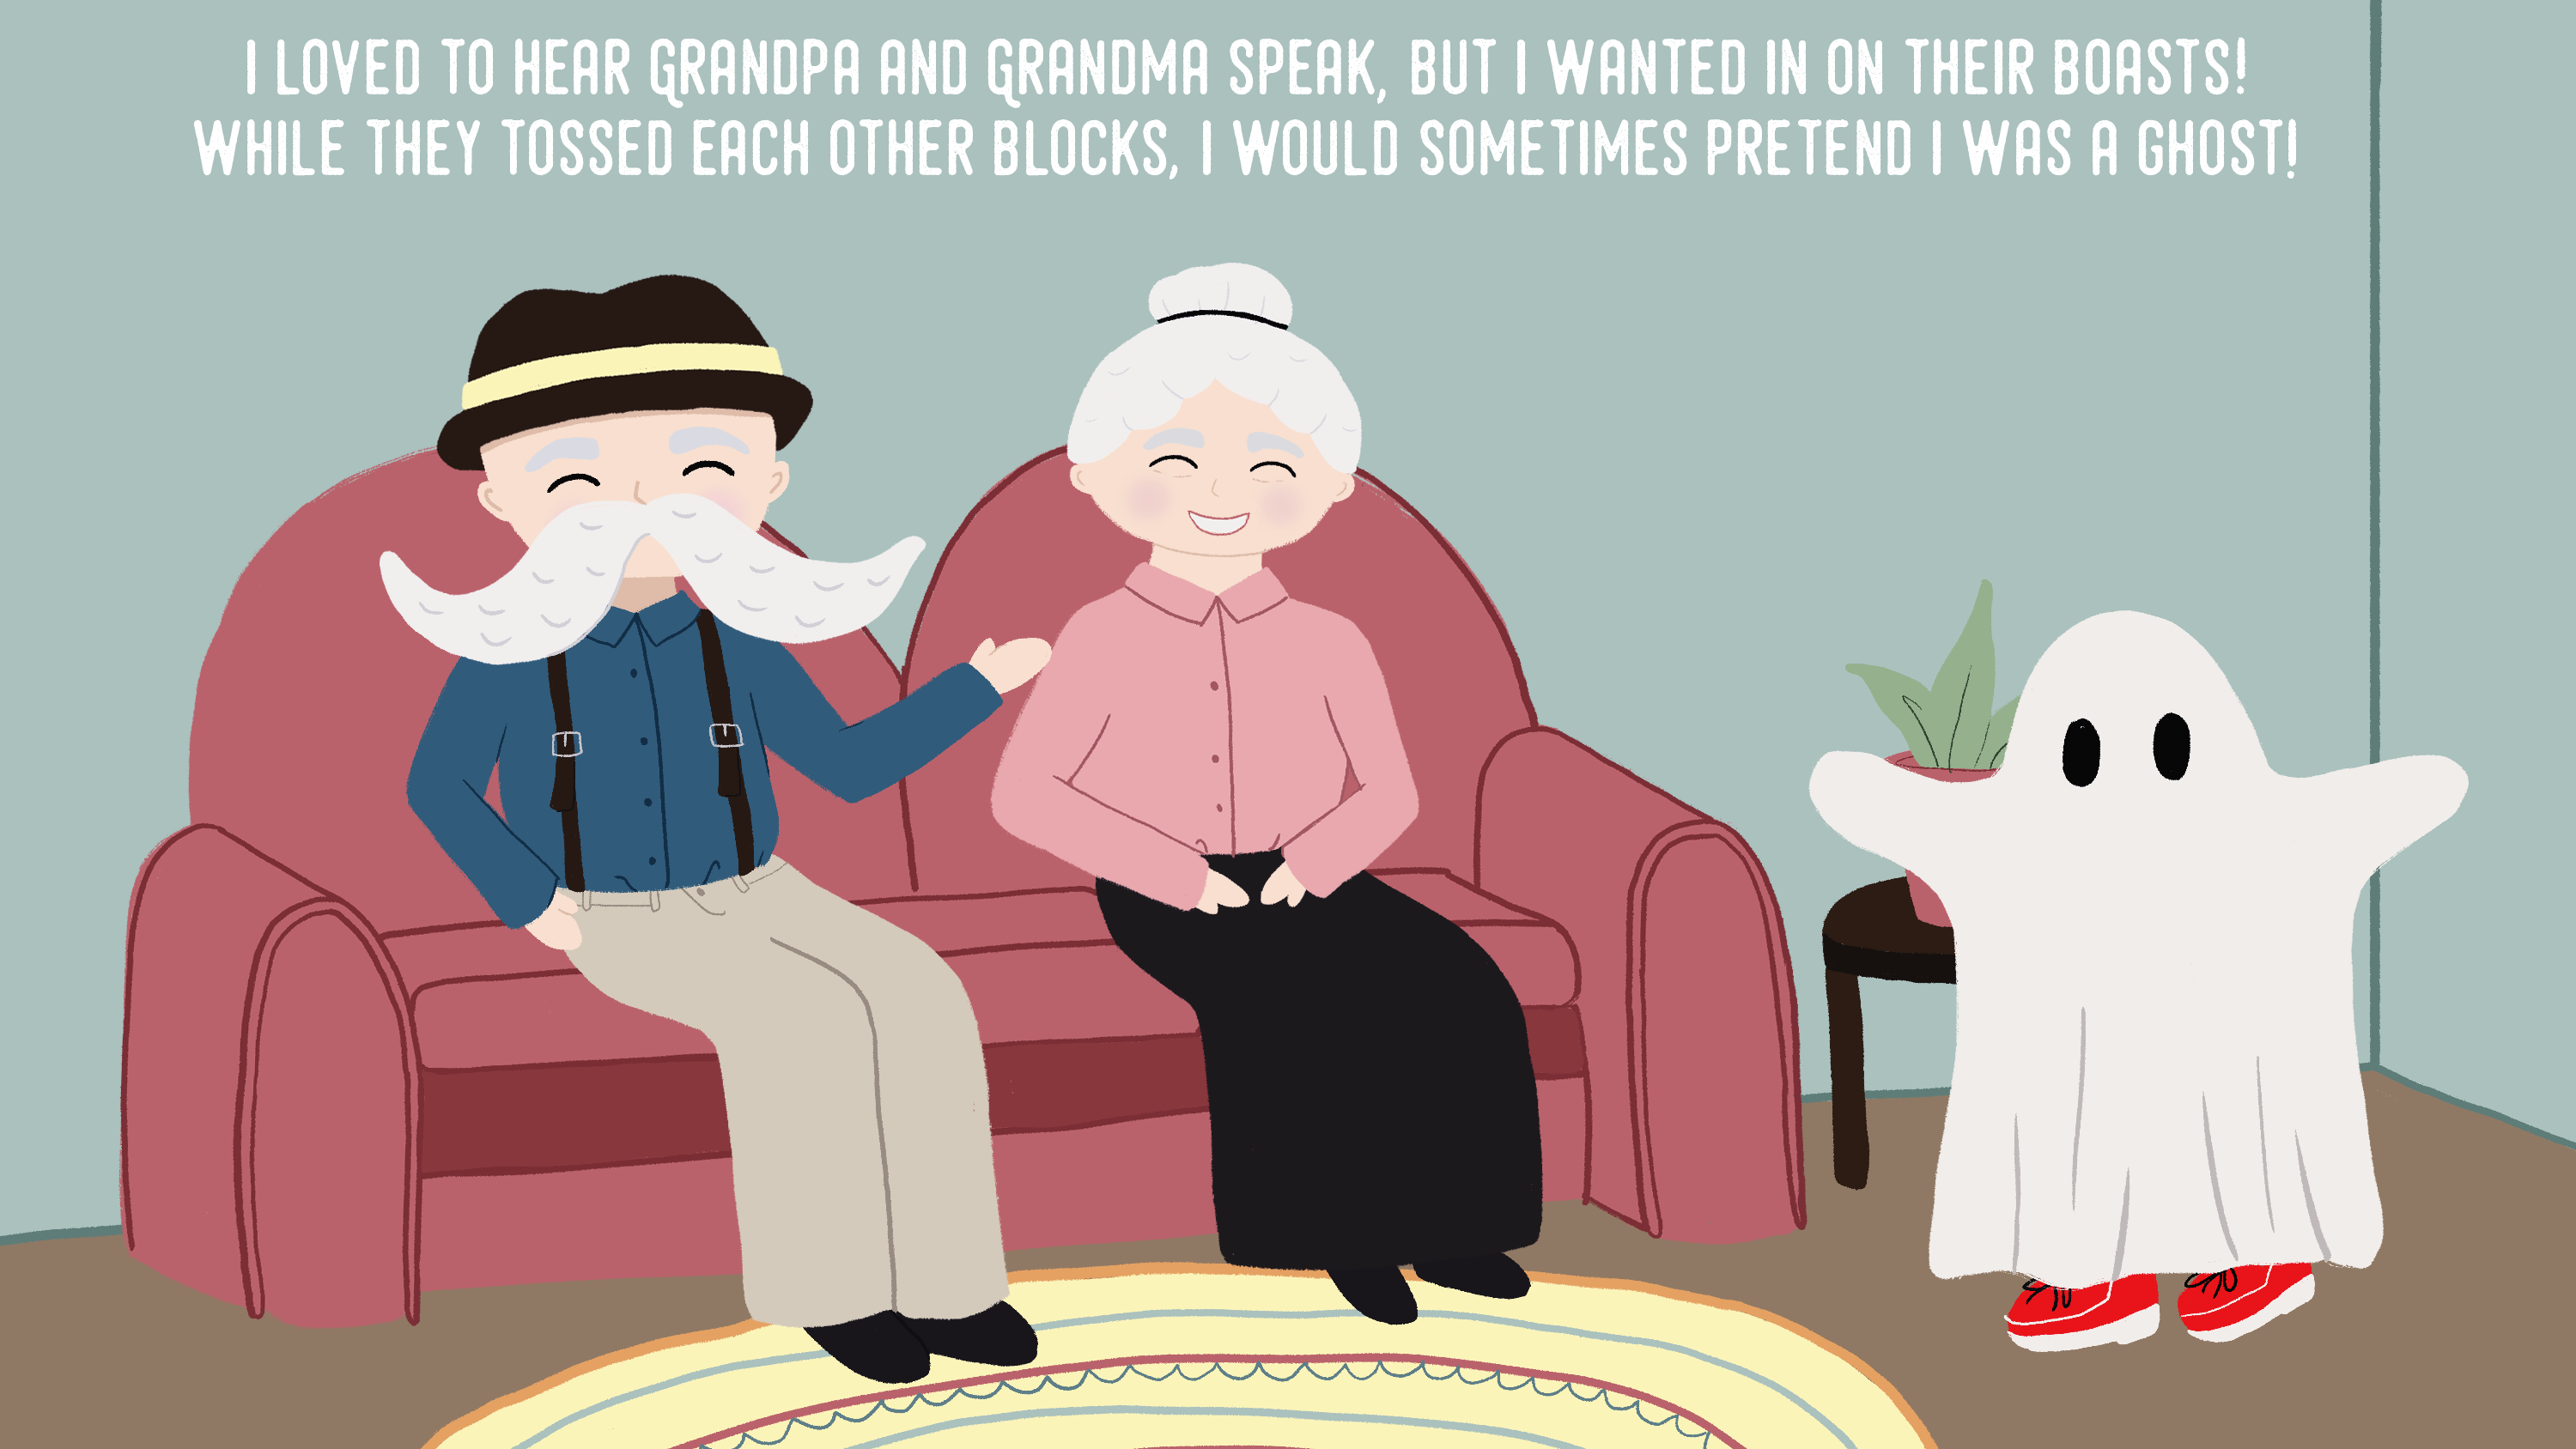 I LOVED TO HEAR GRANDPA AND GRANDMA SPEAK, BUT I WANTED IN ON THEIR BOASTS!
WHILE THEY TOSSED EACH OTHER BLOCKS, I WOULD SOMETIMES PRETEND I WAS A GHOST!